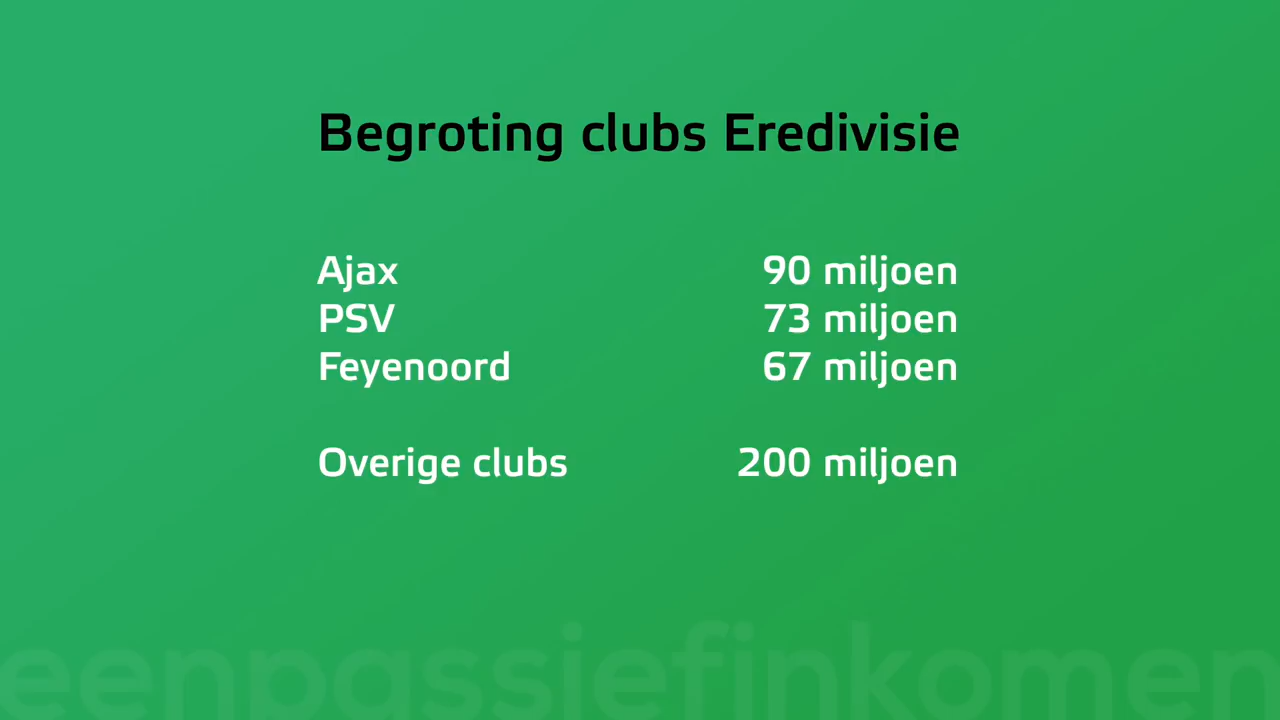 Begroting clubs Eredivisie
Ajax 90 miljoen
PSV 73 miljoen
Feyenoord 67 miljoen
Overige clubs 200 miljoen
eenpassiefinkomen